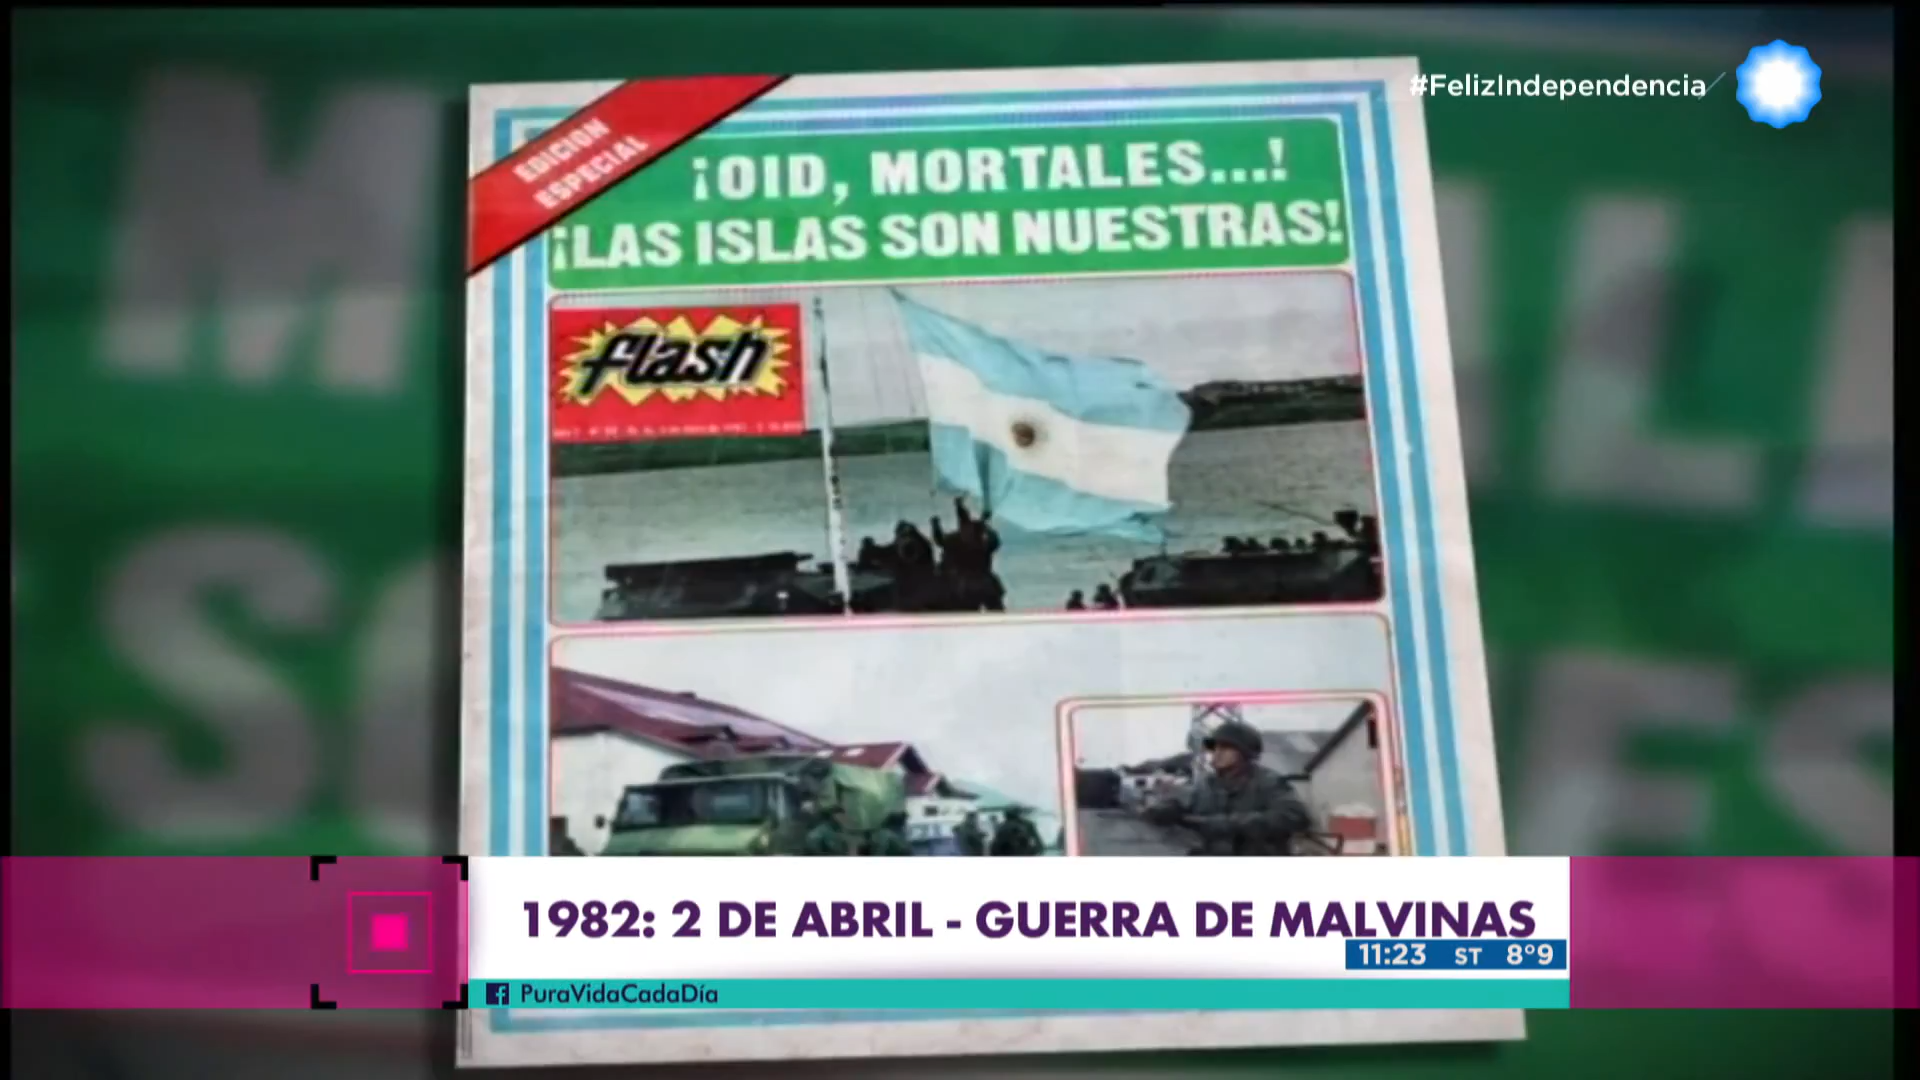 #FelizIndependencia
EDICION
ESPECIAL
¡OID, MORTALES...!
¡LAS ISLAS SON NUESTRAS!
flash
1982: 2 DE ABRIL - GUERRA DE MALVINAS
11:23 ST 8°9
PuraVidaCadaDía